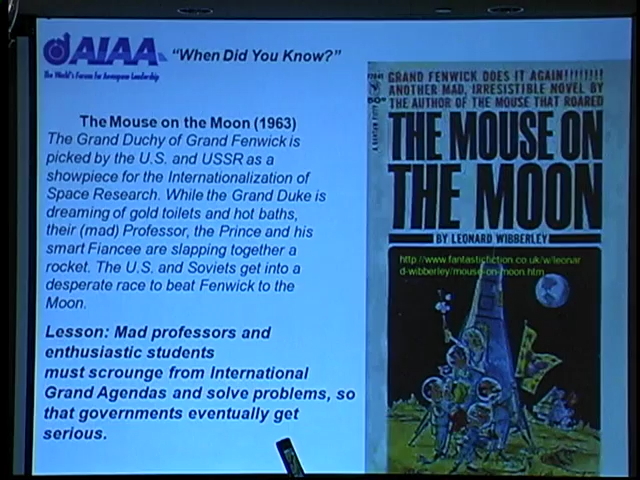 AIAA
The World's Forum for Aerospace Leadership
"When Did You Know?"
The Mouse on the Moon (1963)
The Grand Duchy of Grand Fenwick is
picked by the U.S. and USSR as a
showpiece for the Internationalization of
Space Research. While the Grand Duke is
dreaming of gold toilets and hot baths,
their (mad) Professor, the Prince and his
smart Fiancee are slapping together a
rocket. The U.S. and Soviets get into a
desperate race to beat Fenwick to the
Moon.
Lesson: Mad professors and
enthusiastic students
must scrounge from International
Grand Agendas and solve problems, so
that governments eventually get
serious.
GRAND FENWICK DOES IT AGAIN!!!!!!!!
ANOTHER MAD, IRRESISTIBLE NOVEL BY
THE AUTHOR OF THE MOUSE THAT ROARED
THE MOUSE ON
THE MOON
BY LEONARD WIBBERLEY
http://www.fantasticfiction.co.uk/w/leonar
d-wibberley/mouse-on-moon.htm